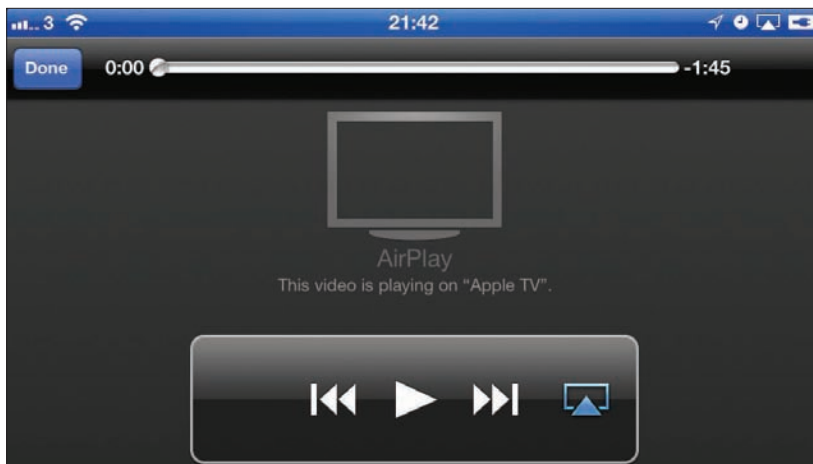 3 21:42
Done 0:00 -1:45
AirPlay
This video is playing on “Apple TV”.